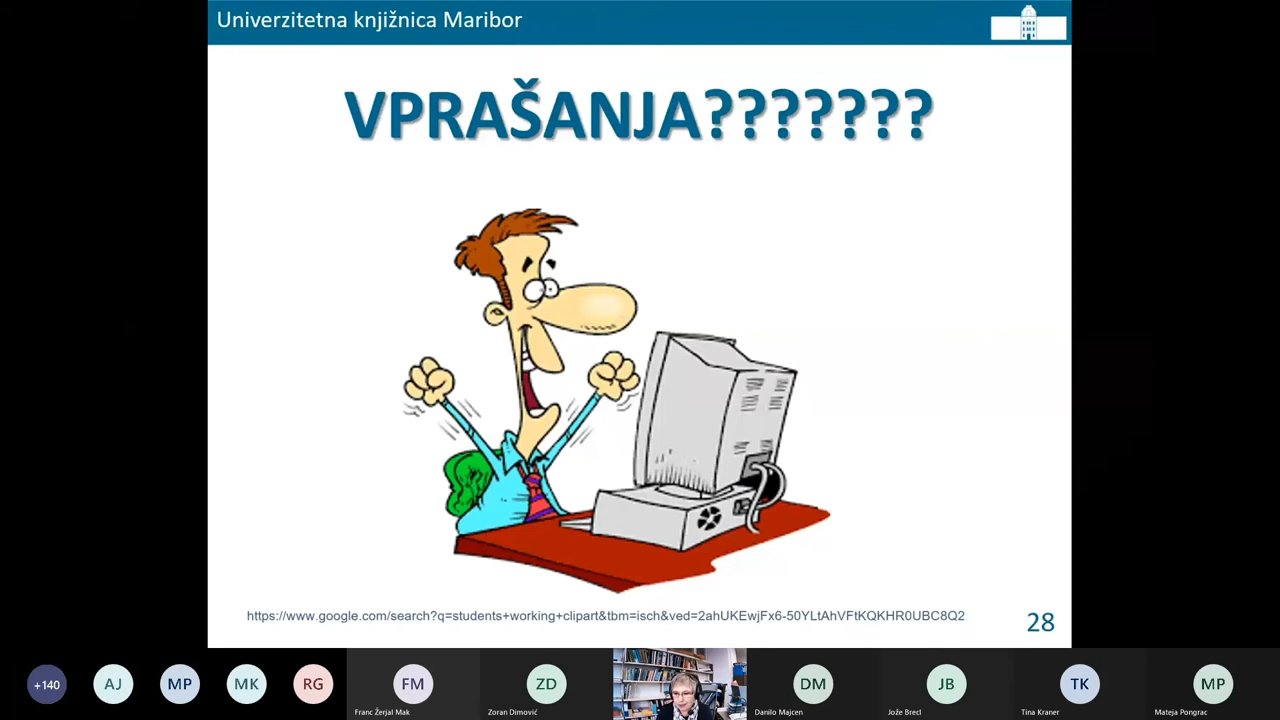 Univerzitetna knjižnica Maribor
VPRAŠANJA???????
https://www.google.com/search?q=students+working+clipart&tbm=isch&ved=2ahUKEwjFx6-50YLtAhVFtKQKHR0UBC8Q2
28
+140
AJ
MP
MK
RG
FM
Franc Žerjal Mak
ZD
Zoran Dimović
DM
Danilo Majcen
JB
Jože Brecl
TK
Tina Kraner
MP
Mateja Pongrac